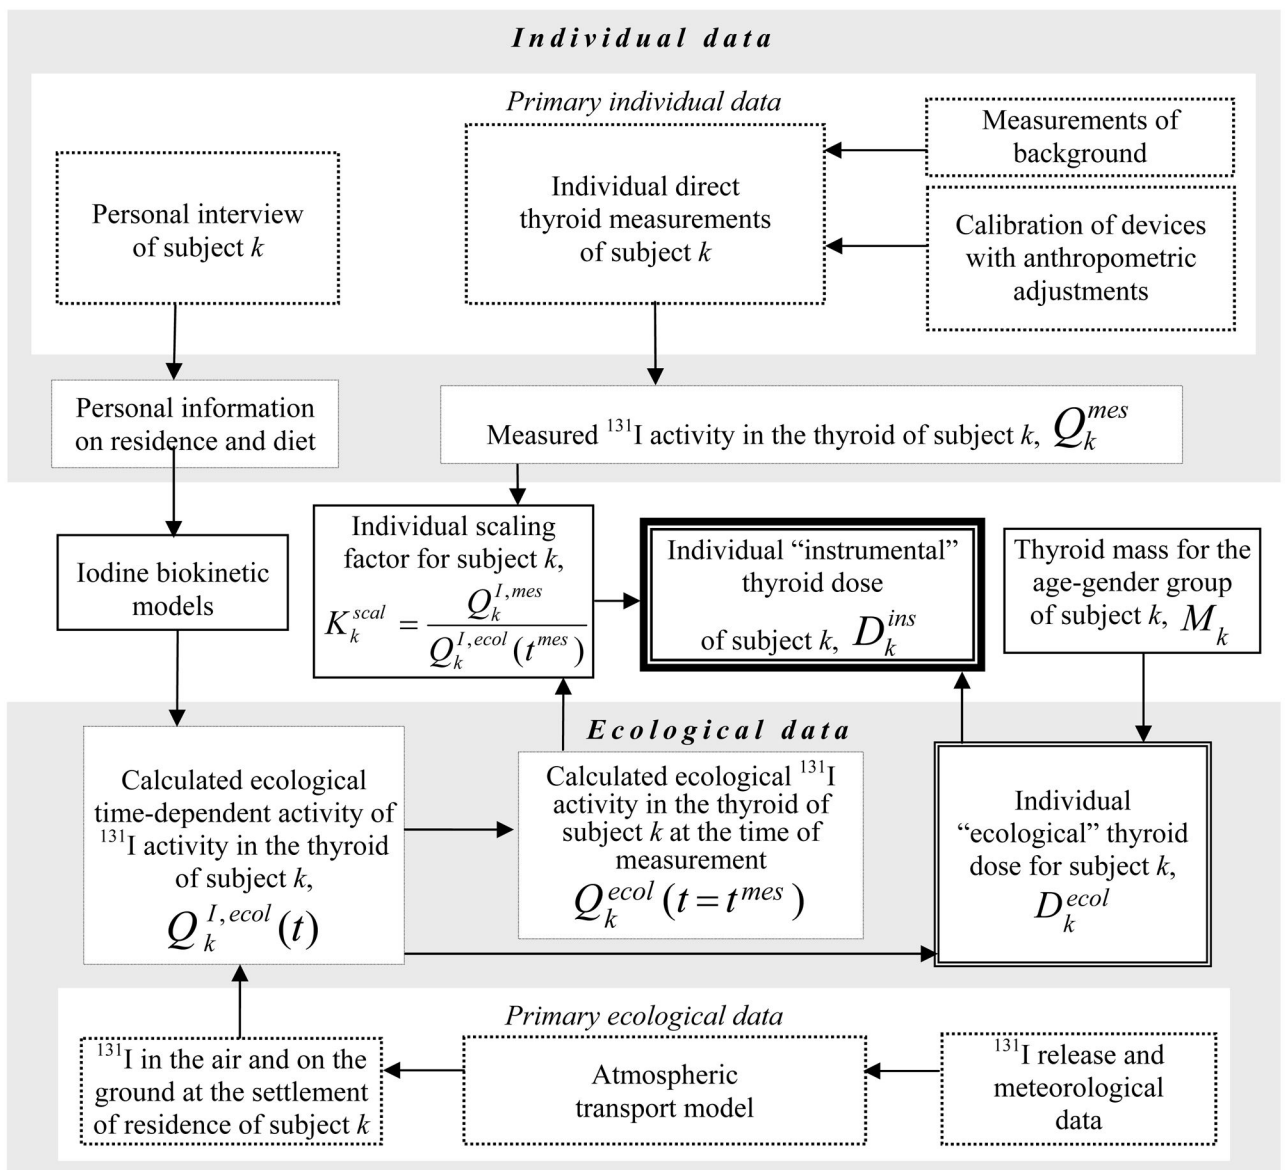 Individual data
Primary individual data
Personal interview
of subject k
Individual direct
thyroid measurements
of subject k
Measurements of
background
Calibration of devices
with anthropometric
adjustments
Personal information
on residence and diet
Measured ¹³¹I activity in the thyroid of subject k, Q_k^{mes}
Iodine biokinetic
models
Individual scaling
factor for subject k,
K_k^{scal} = Q_k^{I,mes} / Q_k^{I,ecol}(t^{mes})
Individual “instrumental”
thyroid dose
of subject k, D_k^{ins}
Thyroid mass for the
age-gender group
of subject k, M_k
Ecological data
Calculated ecological
time-dependent activity of
¹³¹I activity in the thyroid
of subject k,
Q_k^{I,ecol}(t)
Calculated ecological ¹³¹I
activity in the thyroid of
subject k at the time of
measurement
Q_k^{ecol}(t=t^{mes})
Individual
“ecological” thyroid
dose for subject k,
D_k^{ecol}
Primary ecological data
¹³¹I in the air and on the
ground at the settlement
of residence of subject k
Atmospheric
transport model
¹³¹I release and
meteorological
data